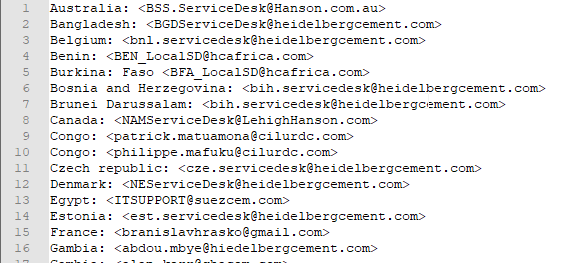 1 Australia: <BSS.ServiceDesk@Hanson.com.au>
2 Bangladesh: <BGDServiceDesk@heidelbergcement.com>
3 Belgium: <bnl.servicedesk@heidelbergcement.com>
4 Benin: <BEN_LocalSD@hcafrica.com>
5 Burkina: Faso <BFA_LocalSD@hcafrica.com>
6 Bosnia and Herzegovina: <bih.servicedesk@heidelbergcement.com>
7 Brunei Darussalam: <bih.servicedesk@heidelbergcement.com>
8 Canada: <NAMServiceDesk@LehighHanson.com>
9 Congo: <patrick.matuamona@cilurdc.com>
10 Congo: <philippe.mafuku@cilurdc.com>
11 Czech republic: <cze.servicedesk@heidelbergcement.com>
12 Denmark: <NEServiceDesk@heidelbergcement.com>
13 Egypt: <ITSUPPORT@suezcem.com>
14 Estonia: <est.servicedesk@heidelbergcement.com>
15 France: <branislavhrasko@gmail.com>
16 Gambia: <abdou.mbye@hiedelbergcement.com>